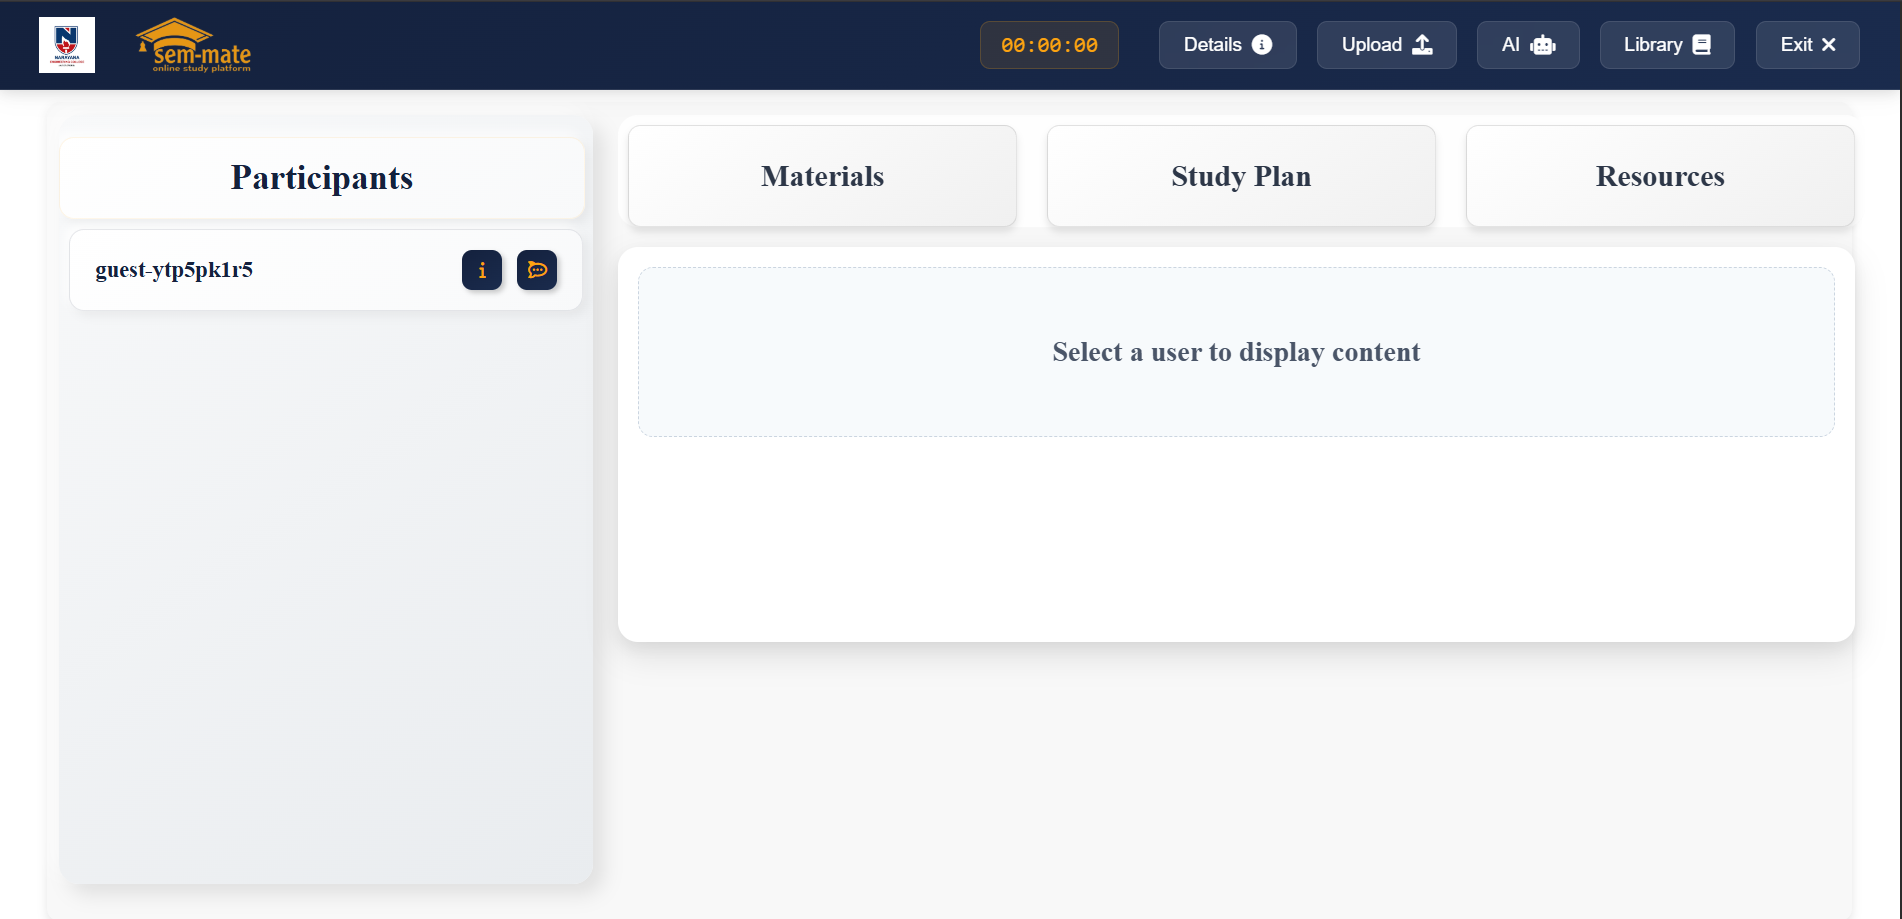 NARAYANA
sem-mate
online study platform
00:00:00
Details
Upload
AI
Library
Exit
Participants
guest-ytp5pk1r5
Materials
Study Plan
Resources
Select a user to display content